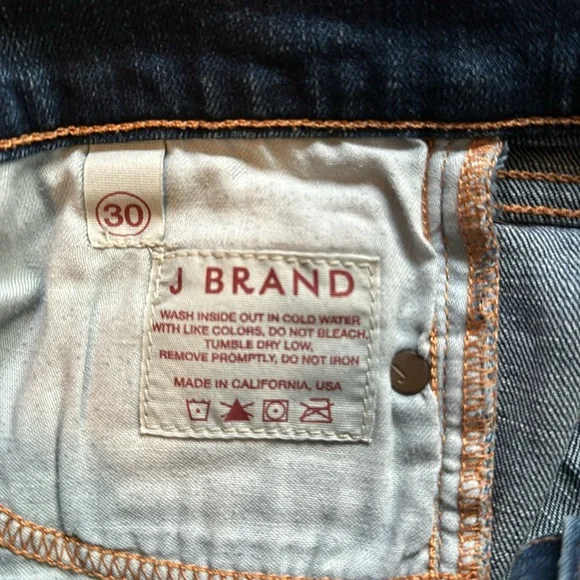 30
J BRAND
WASH INSIDE OUT IN COLD WATER
WITH LIKE COLORS, DO NOT BLEACH,
TUMBLE DRY LOW,
REMOVE PROMPTLY, DO NOT IRON
MADE IN CALIFORNIA, USA